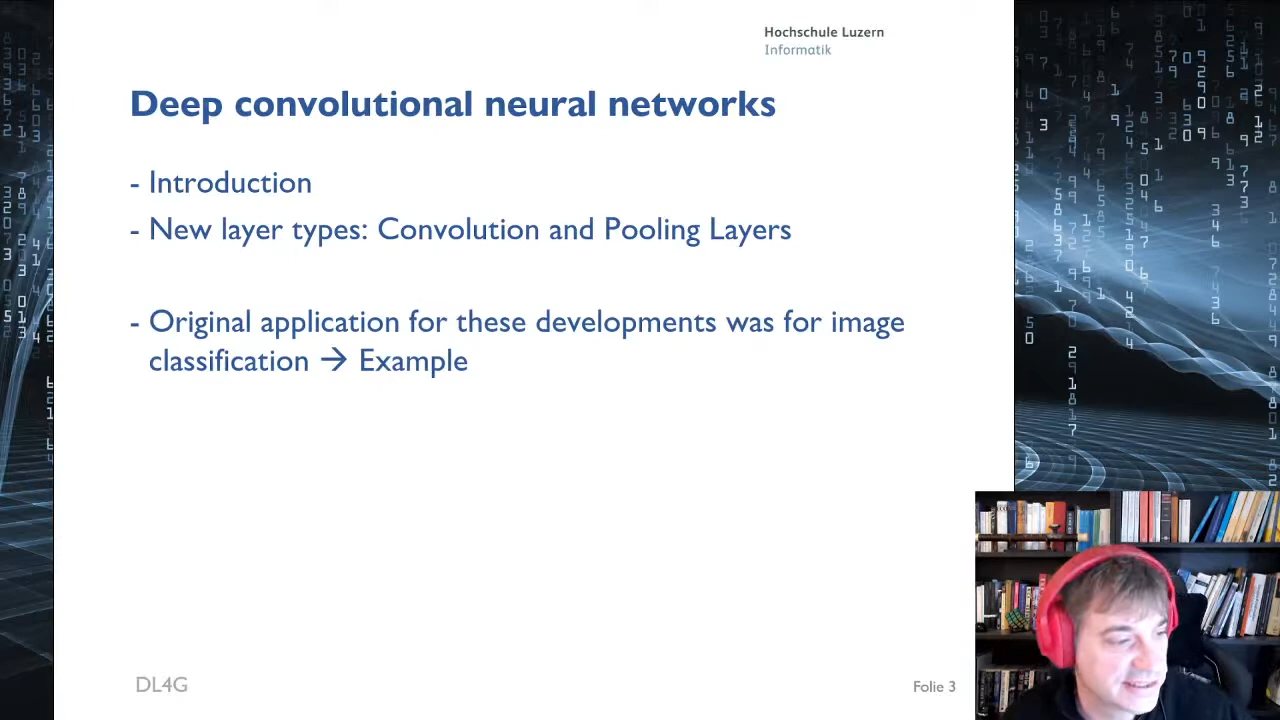 Hochschule Luzern
Informatik
Deep convolutional neural networks
- Introduction
- New layer types: Convolution and Pooling Layers
- Original application for these developments was for image
classification → Example
DL4G
Folie 3